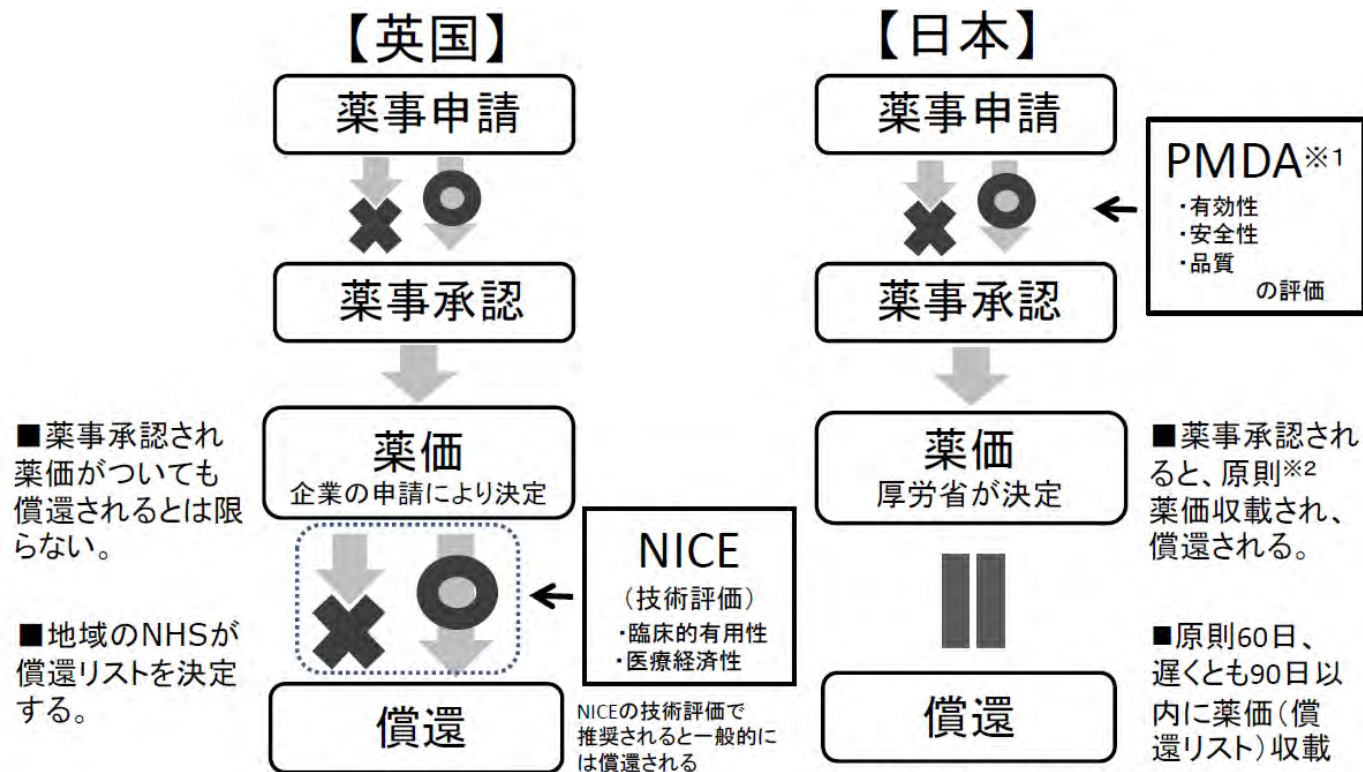 【英国】
薬事申請
薬事承認
薬価
企業の申請により決定
償還
■薬事承認され
薬価がついても
償還されるとは限
らない。
■地域のNHSが
償還リストを決定
する。
NICE
(技術評価)
・臨床的有用性
・医療経済性
NICEの技術評価で
推奨されると一般的に
は償還される
【日本】
薬事申請
薬事承認
薬価
厚労省が決定
償還
PMDA※1
・有効性
・安全性
・品質
の評価
■薬事承認され
ると、原則※2
薬価収載され、
償還される。
■原則60日、
遅くとも90日以
内に薬価(償
還リスト)収載